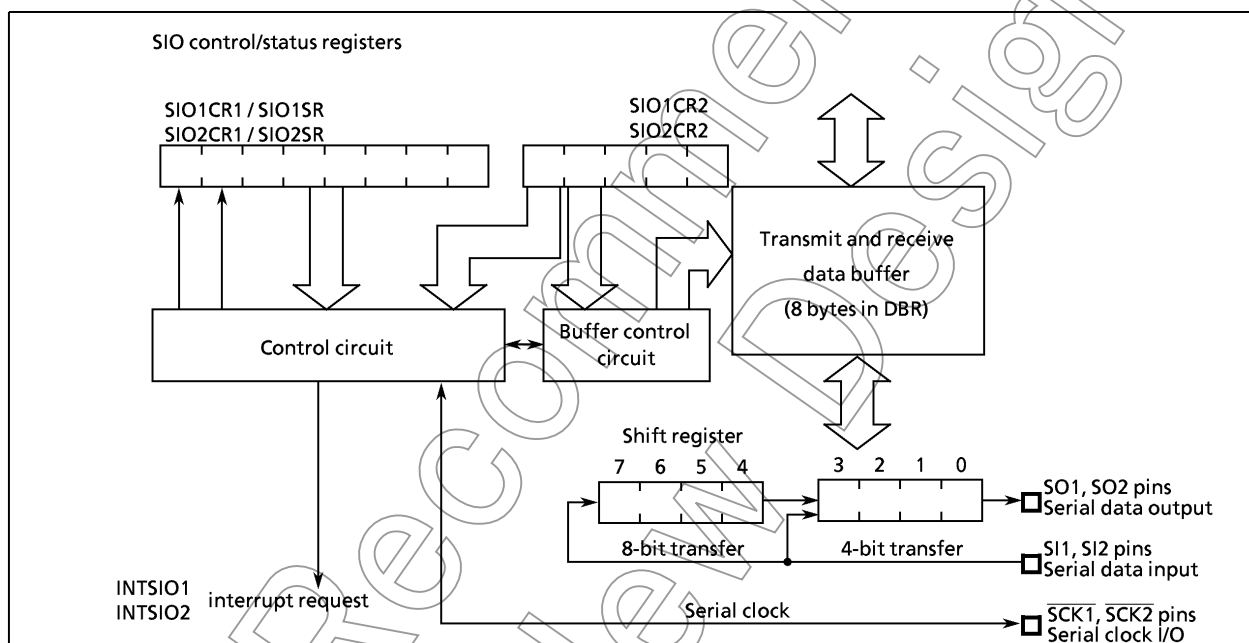 SIO control/status registers
SIO1CR1 / SIO1SR
SIO2CR1 / SIO2SR
SIO1CR2
SIO2CR2
Transmit and receive
data buffer
(8 bytes in DBR)
Control circuit
Buffer control
circuit
Shift register
7 6 5 4
3 2 1 0
SO1, SO2 pins
Serial data output
8-bit transfer
4-bit transfer
SI1, SI2 pins
Serial data input
INTSIO1
INTSIO2
interrupt request
Serial clock
SCK1, SCK2 pins
Serial clock I/O
Recommen
New Desig